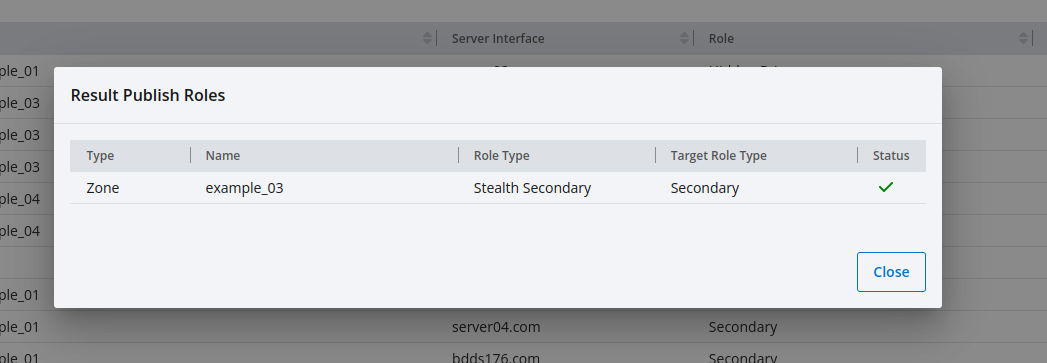 Server Interface Role
ple_01
Result Publish Roles
ple_03
ple_03
Type Name Role Type Target Role Type Status
ple_03
Zone example_03 Stealth Secondary Secondary
ple_04
ple_04
Close
ple_01
ple_01 server04.com Secondary
ple_01 bdds176.com Secondary